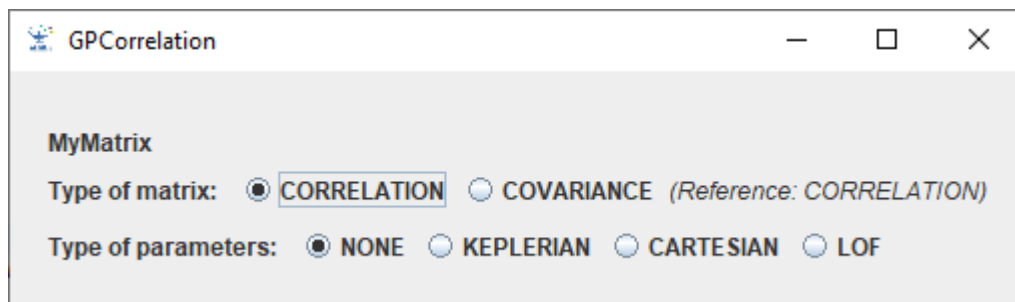 GPCorrelation
MyMatrix
Type of matrix: CORRELATION COVARIANCE (Reference: CORRELATION)
Type of parameters: NONE KEPLERIAN CARTESIAN LOF